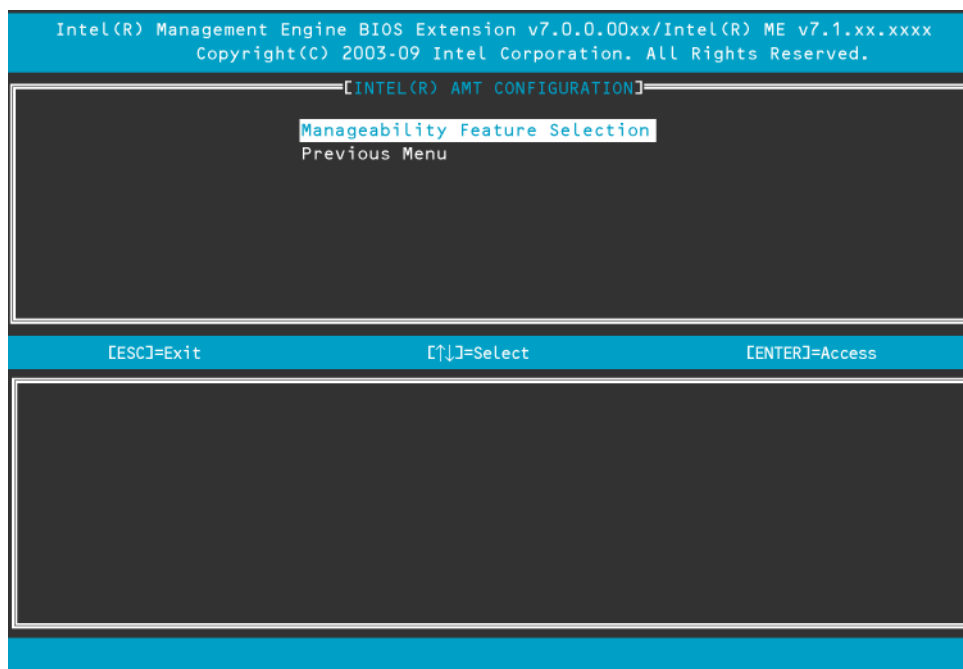 Intel(R) Management Engine BIOS Extension v7.0.0.00xx/Intel(R) ME v7.1.xx.xxxx
Copyright(C) 2003-09 Intel Corporation. All Rights Reserved.
[INTEL(R) AMT CONFIGURATION]
Manageability Feature Selection
Previous Menu
[ESC]=Exit [↑↓]=Select [ENTER]=Access